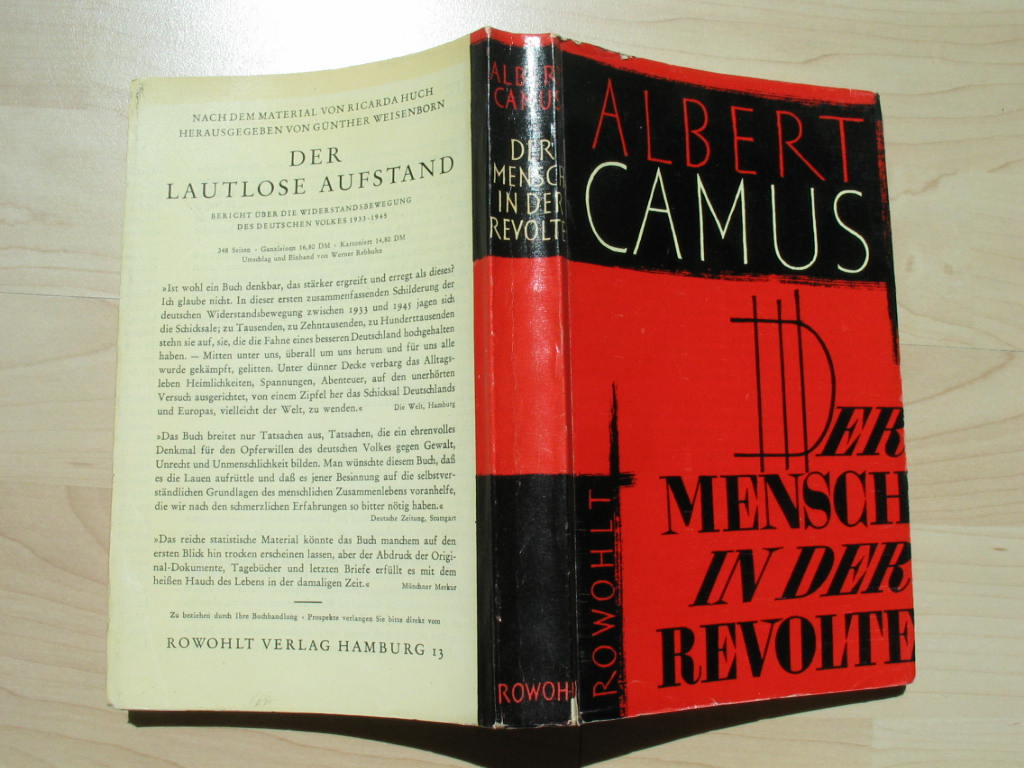 NACH DEM MATERIAL VON RICARDA HUCH
HERAUSGEGEBEN VON GÜNTHER WEISENBORN
DER
LAUTLOSE AUFSTAND
BERICHT ÜBER DIE WIDERSTANDSBEWEGUNG
DES DEUTSCHEN VOLKES 1933-1945
348 Seiten · Ganzleinen 16,80 DM · Kartoniert 14,80 DM
Umschlag und Einband von Werner Rebhuhn
»Ist wohl ein Buch denkbar, das stärker ergreift und erregt als dieses?
Ich glaube nicht. In dieser ersten zusammenfassenden Schilderung der
deutschen Widerstandsbewegung zwischen 1933 und 1945 jagen sich
die Schicksale; zu Tausenden, zu Zehntausenden, zu Hunderttausenden
stehn sie auf, sie, die die Fahne eines besseren Deutschland hochgehalten
haben. — Mitten unter uns, überall um uns herum und für uns alle
wurde gekämpft, gelitten. Unter dünner Decke verbarg das Alltags-
leben Heimlichkeiten, Spannungen, Abenteuer, auf den unerhörten
Versuch ausgerichtet, von einem Zipfel her das Schicksal Deutschlands
und Europas, vielleicht der Welt, zu wenden.« Die Welt, Hamburg
»Das Buch breitet nur Tatsachen aus, Tatsachen, die ein ehrenvolles
Denkmal für den Opferwillen des deutschen Volkes gegen Gewalt,
Unrecht und Unmenschlichkeit bilden. Man wünschte diesem Buch, daß
es die Lauen aufrüttle und daß es jener Besinnung auf die selbstver-
ständlichen Grundlagen des menschlichen Zusammenlebens voranhelfe,
die wir nach den schmerzlichen Erfahrungen so bitter nötig haben.«
Deutsche Zeitung, Stuttgart
»Das reiche statistische Material könnte das Buch manchem auf den
ersten Blick hin trocken erscheinen lassen, aber der Abdruck der Origi-
nal-Dokumente, Tagebücher und letzten Briefe erfüllt es mit dem
heißen Hauch des Lebens in der damaligen Zeit.« Münchner Merkur
Zu beziehen durch Ihre Buchhandlung · Prospekte verlangen Sie bitte direkt vom
ROWOHLT VERLAG HAMBURG 13
ALBERT
CAMUS
DER
MENSCH
IN DER
REVOLTE
ROWOHLT
ALBERT
CAMUS
DER
MENSCH
IN DER
REVOLTE
ROWOHLT